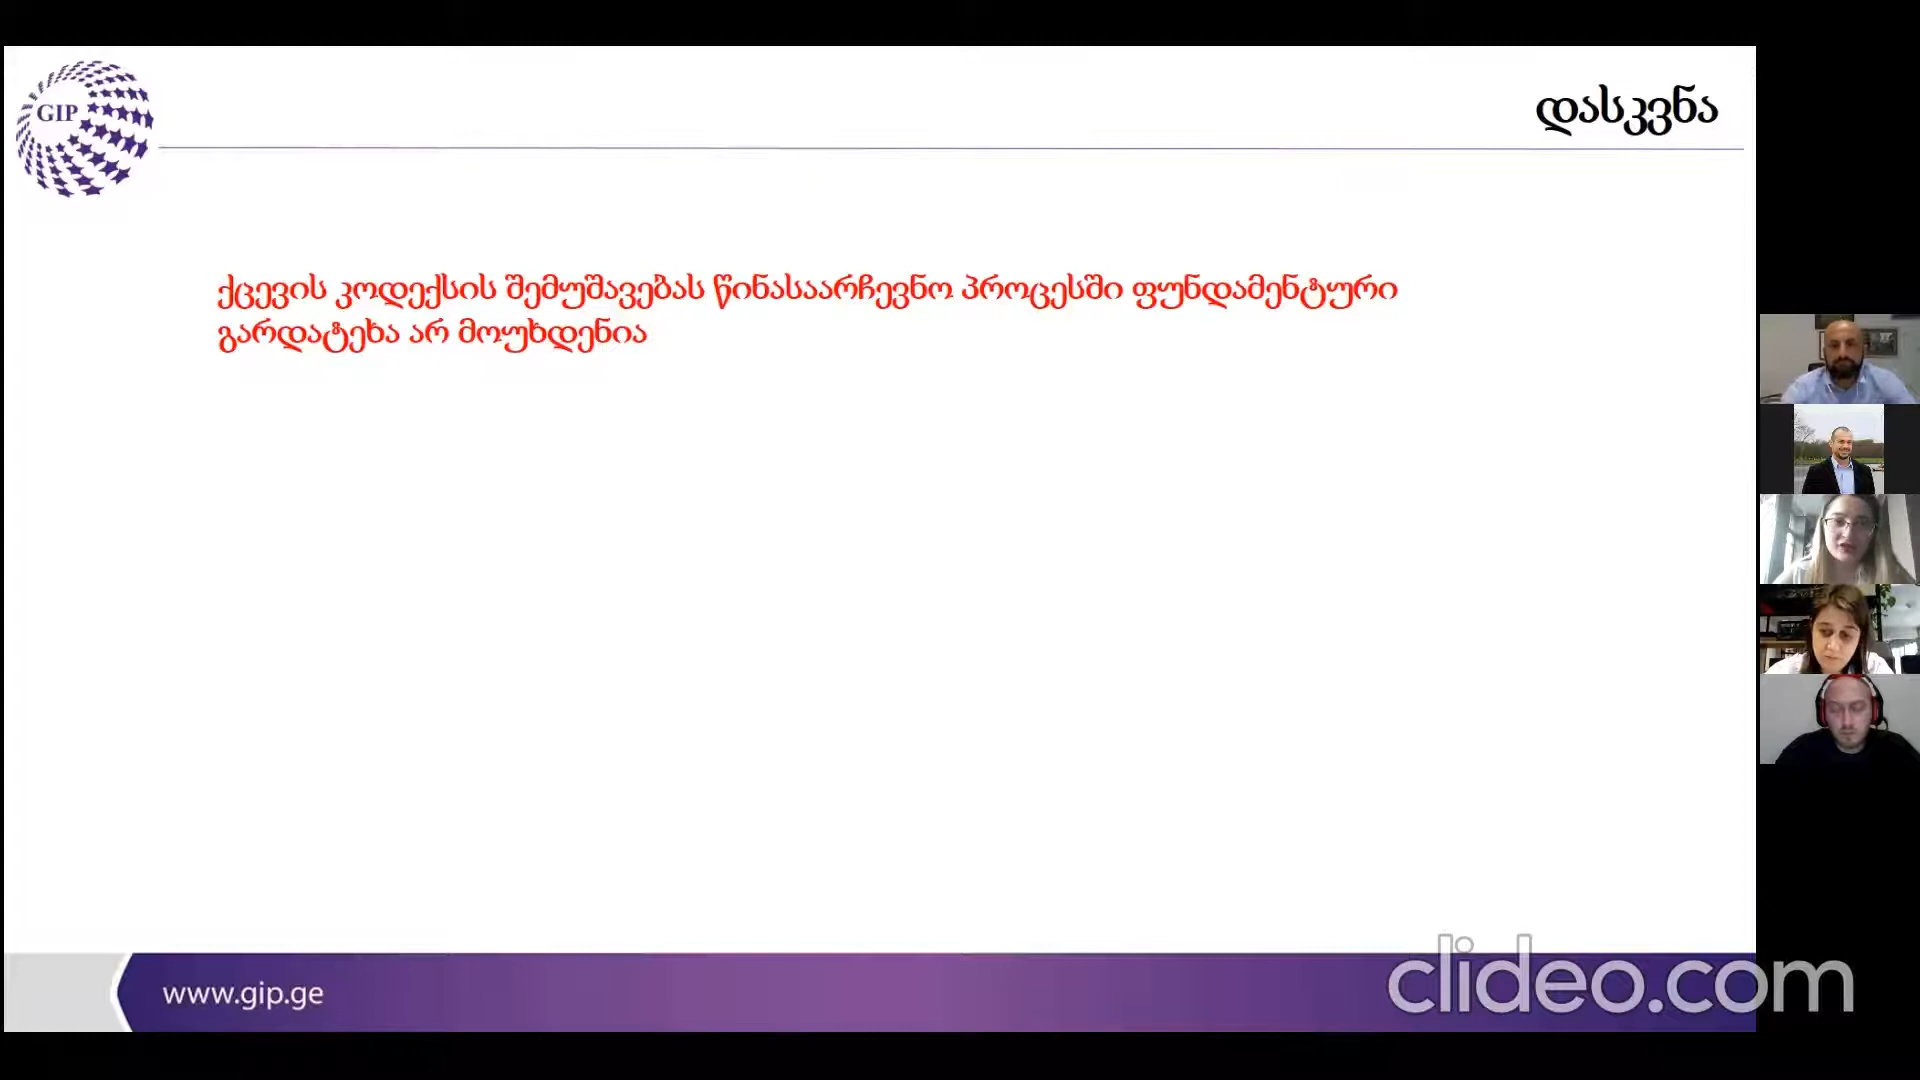 GIP
დასკვნა
ქცევის კოდექსის შემუშავებას წინასაარჩევნო პროცესში ფუნდამენტური
გარდატეხა არ მოუხდენია
www.gip.ge
clideo.com